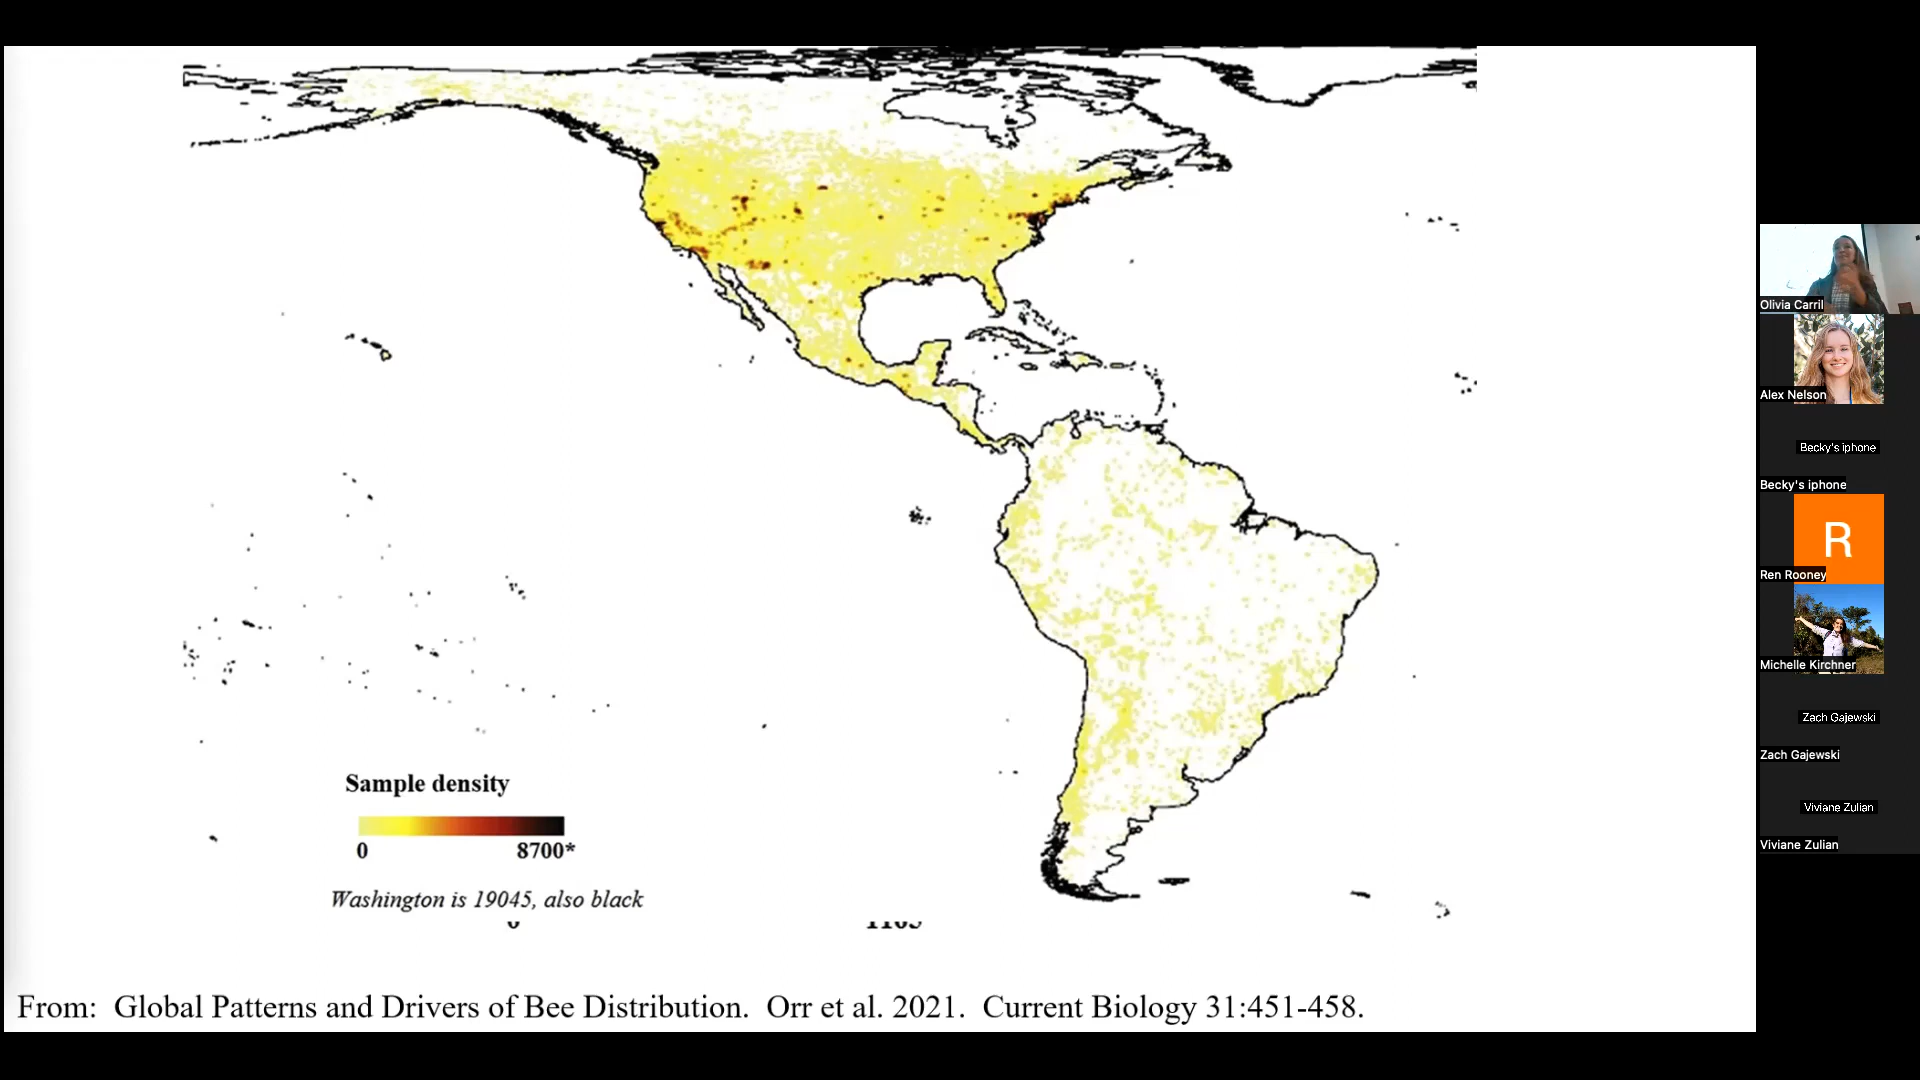 Sample density
0 8700*
Washington is 19045, also black
From: Global Patterns and Drivers of Bee Distribution. Orr et al. 2021. Current Biology 31:451-458.
Olivia Carril
Alex Nelson
Becky's iphone
Becky's iphone
R
Ren Rooney
Michelle Kirchner
Zach Gajewski
Zach Gajewski
Viviane Zulian
Viviane Zulian